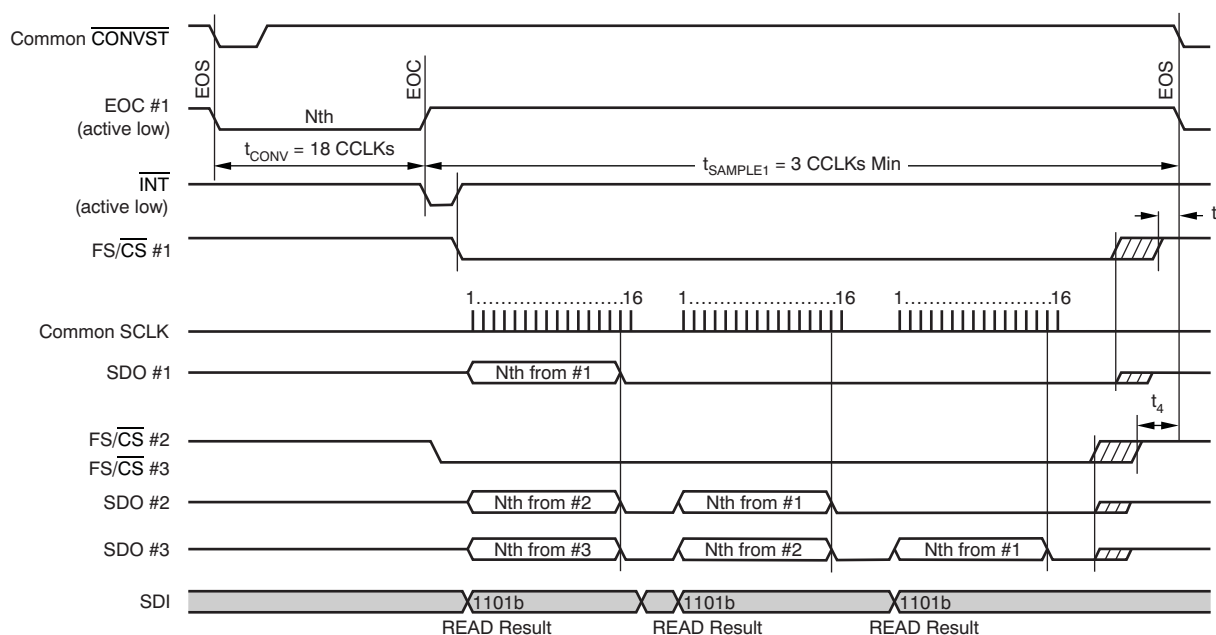 Common CONVST
EOS
EOC
EOS
EOC #1
(active low)
Nth
tCONV = 18 CCLKs
tSAMPLE1 = 3 CCLKs Min
INT
(active low)
t
FS/CS #1
1.......................16
1.......................16
1.......................16
Common SCLK
SDO #1
Nth from #1
t4
FS/CS #2
FS/CS #3
SDO #2
Nth from #2
Nth from #1
SDO #3
Nth from #3
Nth from #2
Nth from #1
SDI
1101b
1101b
1101b
READ Result
READ Result
READ Result